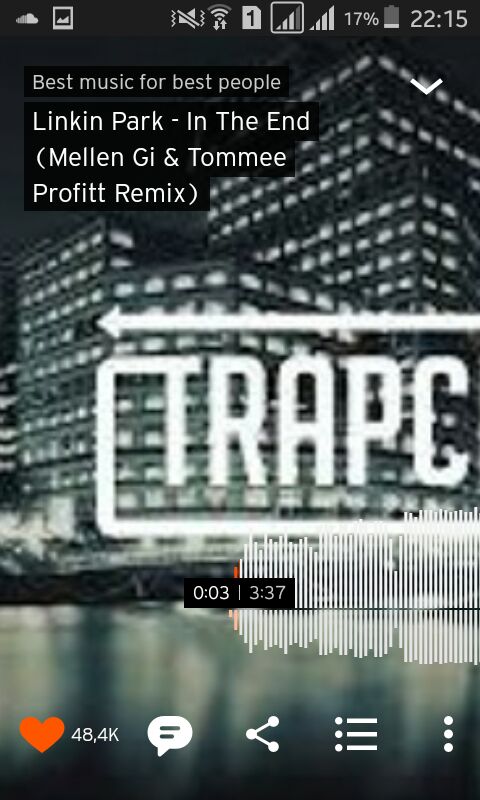 1 17% 22:15
Best music for best people
Linkin Park - In The End
(Mellen Gi & Tommee
Profitt Remix)
TRAPC
0:03 | 3:37
48,4K